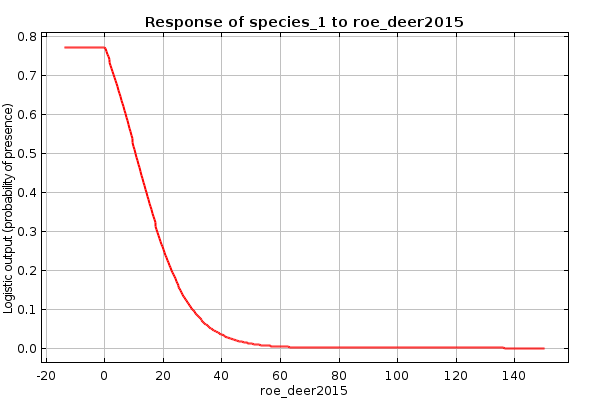 Response of species_1 to roe_deer2015
Logistic output (probability of presence)
0.8
0.7
0.6
0.5
0.4
0.3
0.2
0.1
0.0
-20 0 20 40 60 80 100 120 140
roe_deer2015